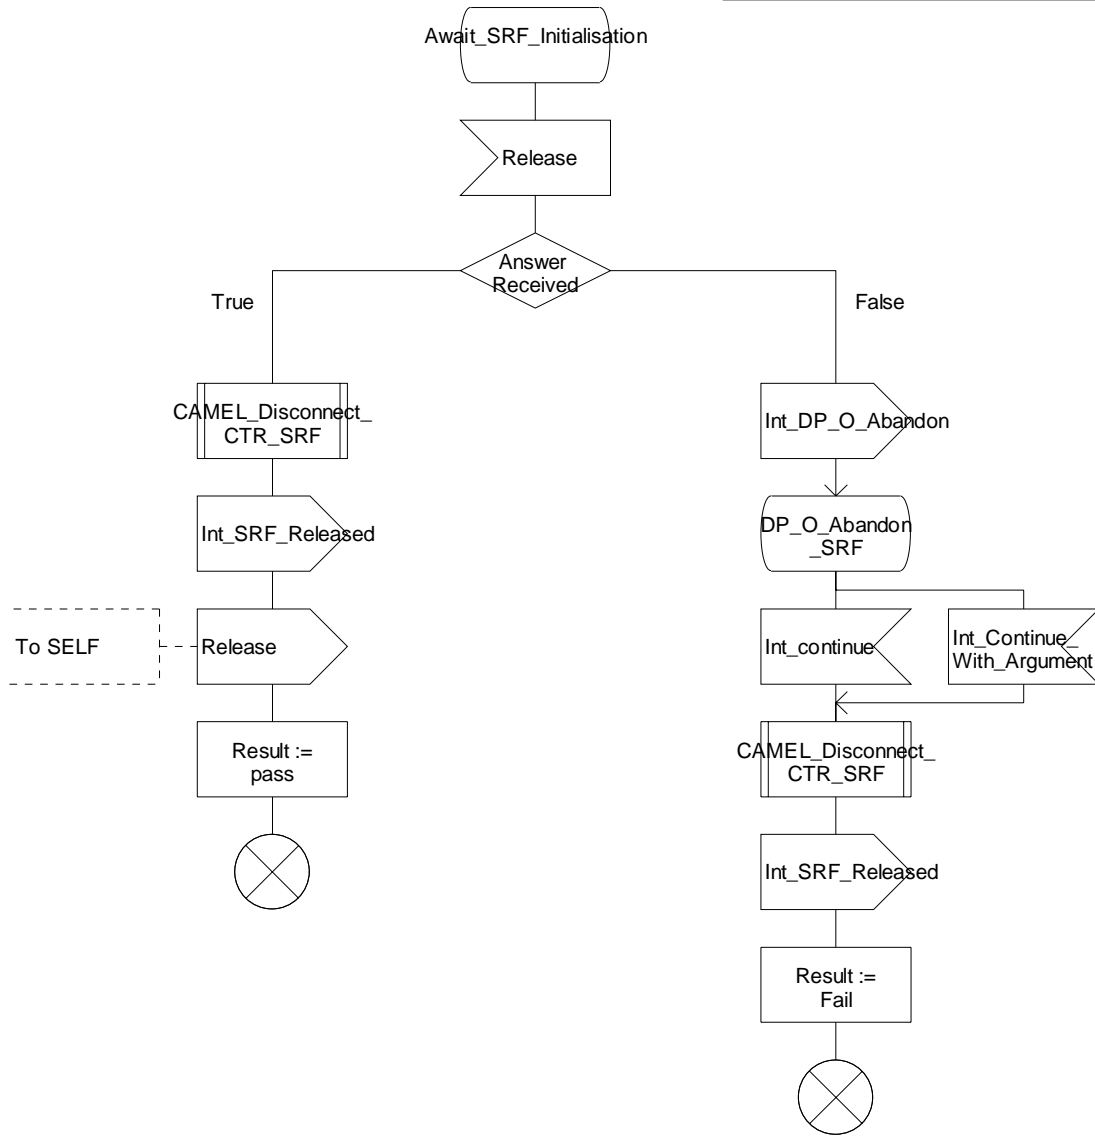 Await_SRF_Initialisation
Release
Answer
Received
True
False
CAMEL_Disconnect_
CTR_SRF
Int_DP_O_Abandon
Int_SRF_Released
DP_O_Abandon
_SRF
To SELF
Release
Int_continue
Int_Continue_
With_Argument
Result :=
pass
CAMEL_Disconnect_
CTR_SRF
Int_SRF_Released
Result :=
Fail